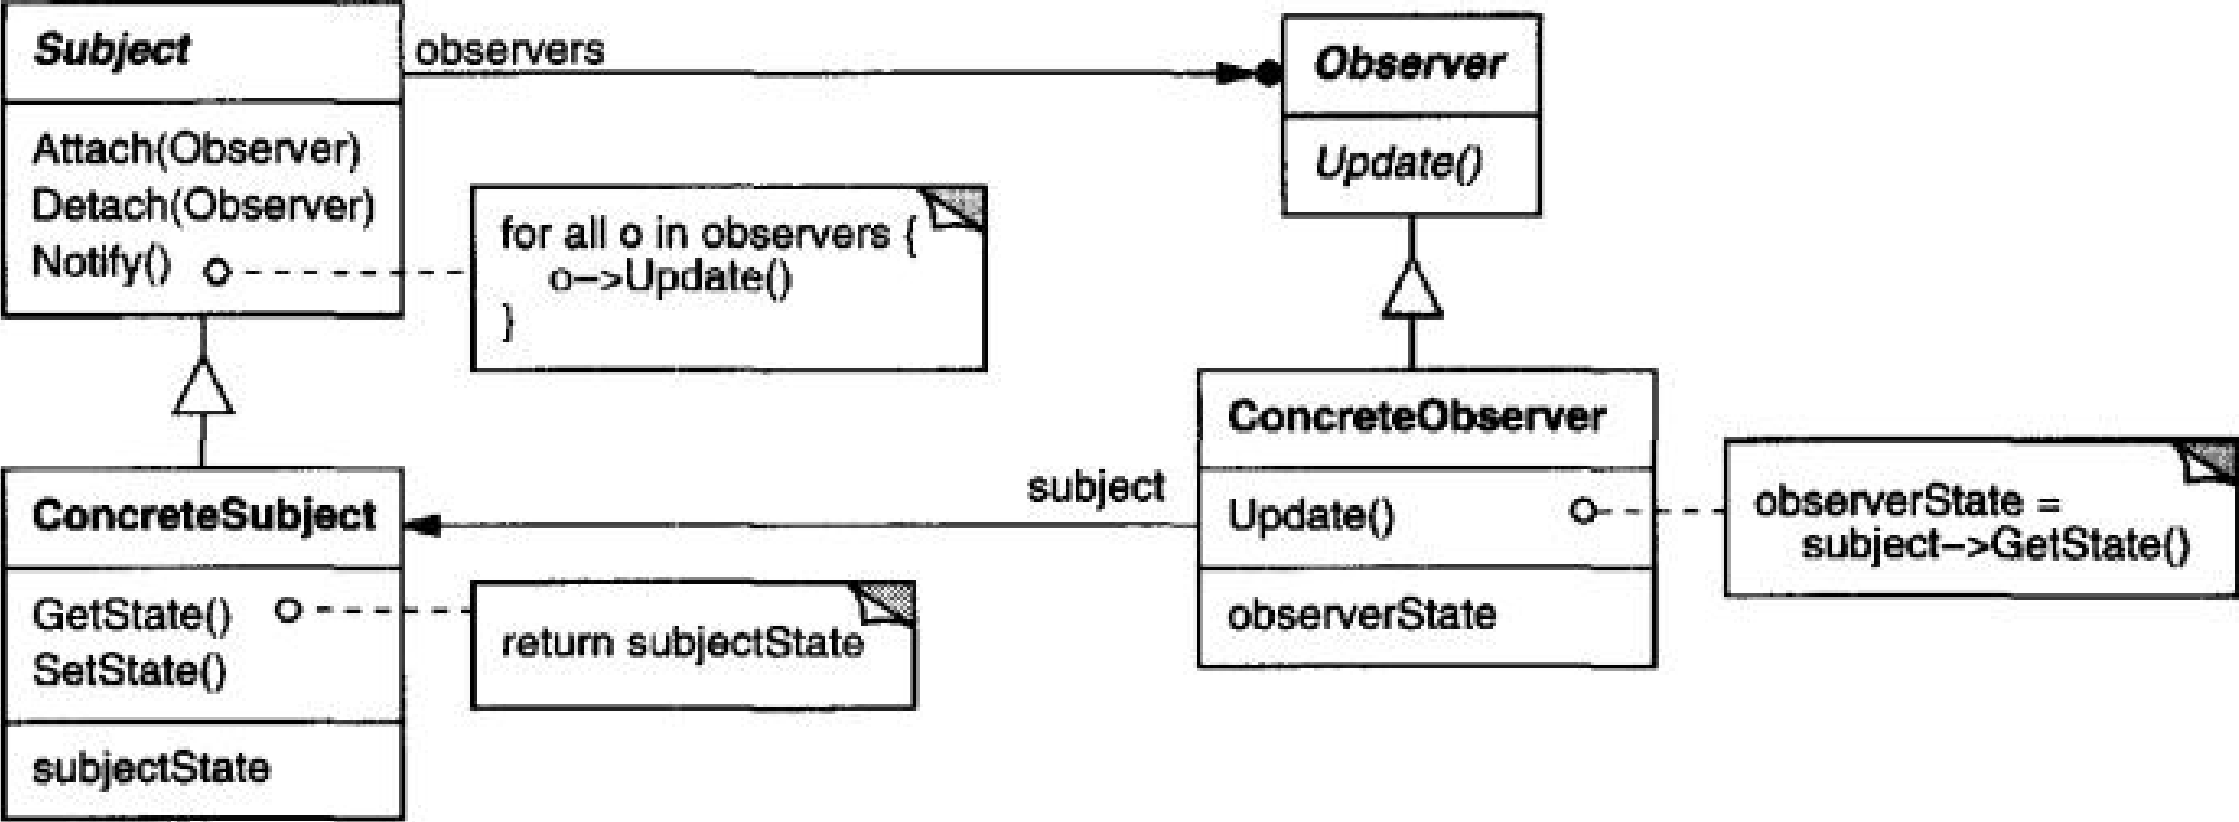 Subject
observers
Observer
Attach(Observer)
Detach(Observer)
Notify()
for all o in observers {
o–>Update()
}
Update()
ConcreteSubject
subject
ConcreteObserver
Update()
observerState =
subject–>GetState()
GetState()
SetState()
return subjectState
observerState
subjectState